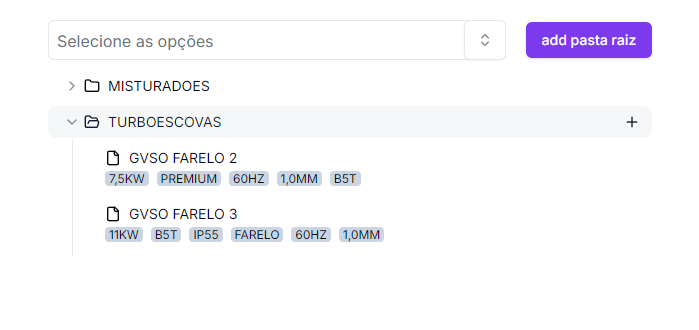 Selecione as opções
add pasta raiz
MISTURADOES
TURBOESCOVAS
GVSO FARELO 2
7,5KW PREMIUM 60HZ 1,0MM B5T
GVSO FARELO 3
11KW B5T IP55 FARELO 60HZ 1,0MM